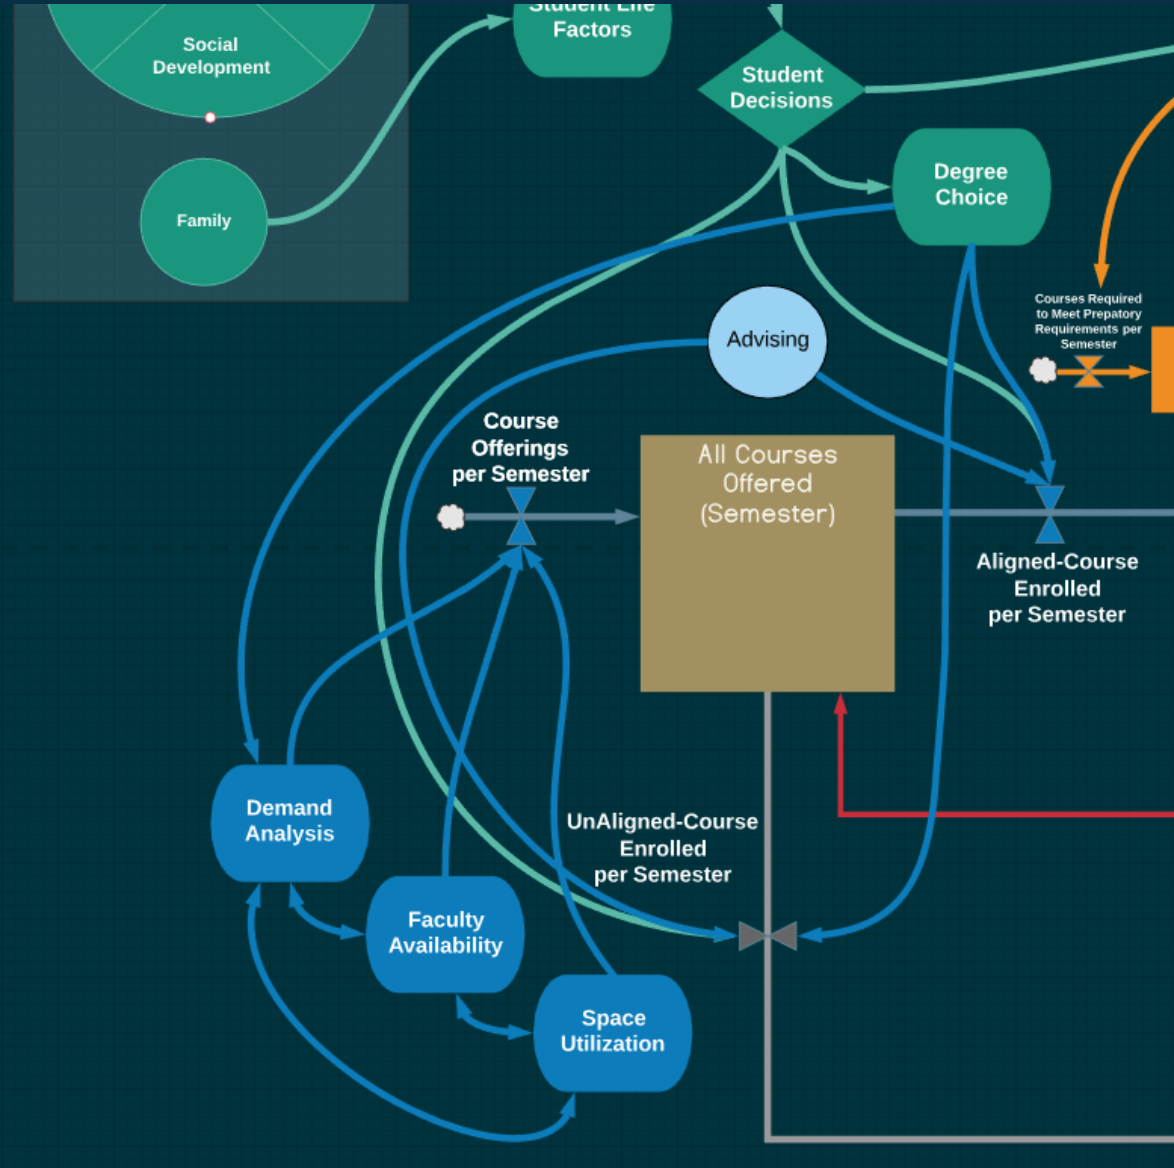 Student Life
Factors
Social
Development
Student
Decisions
Degree
Choice
Family
Courses Required
to Meet Prepatory
Requirements per
Semester
Advising
Course
Offerings
per Semester
All Courses
Offered
(Semester)
Aligned-Course
Enrolled
per Semester
Demand
Analysis
UnAligned-Course
Enrolled
per Semester
Faculty
Availability
Space
Utilization